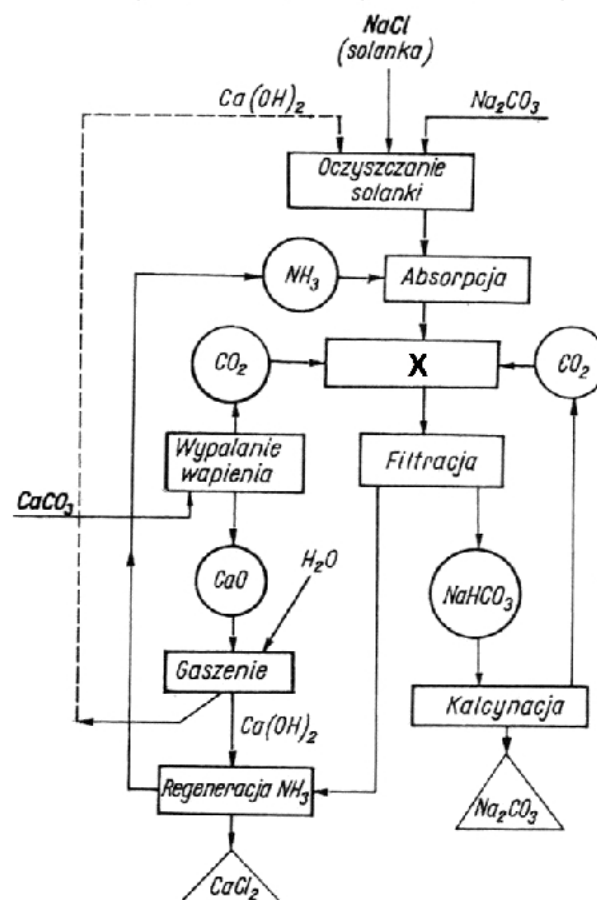 NaCl
(solanka)
Ca(OH)₂
Na₂CO₃
Oczyszczanie
solanki
NH₃
Absorpcja
CO₂
X
CO₂
Wypalanie
wapienia
Filtracja
CaCO₃
CaO
H₂O
NaHCO₃
Gaszenie
Kalcynacja
Ca(OH)₂
Regeneracja NH₃
Na₂CO₃
CaCl₂